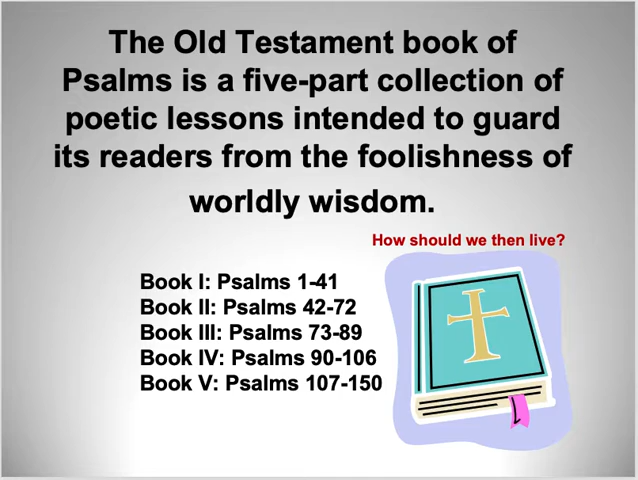 The Old Testament book of
Psalms is a five-part collection of
poetic lessons intended to guard
its readers from the foolishness of
worldly wisdom.
How should we then live?
Book I: Psalms 1-41
Book II: Psalms 42-72
Book III: Psalms 73-89
Book IV: Psalms 90-106
Book V: Psalms 107-150